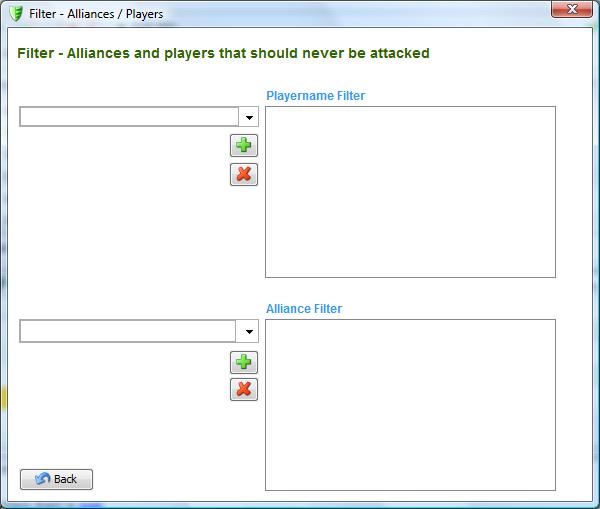 Filter - Alliances / Players
Filter - Alliances and players that should never be attacked
Playername Filter
Alliance Filter
Back